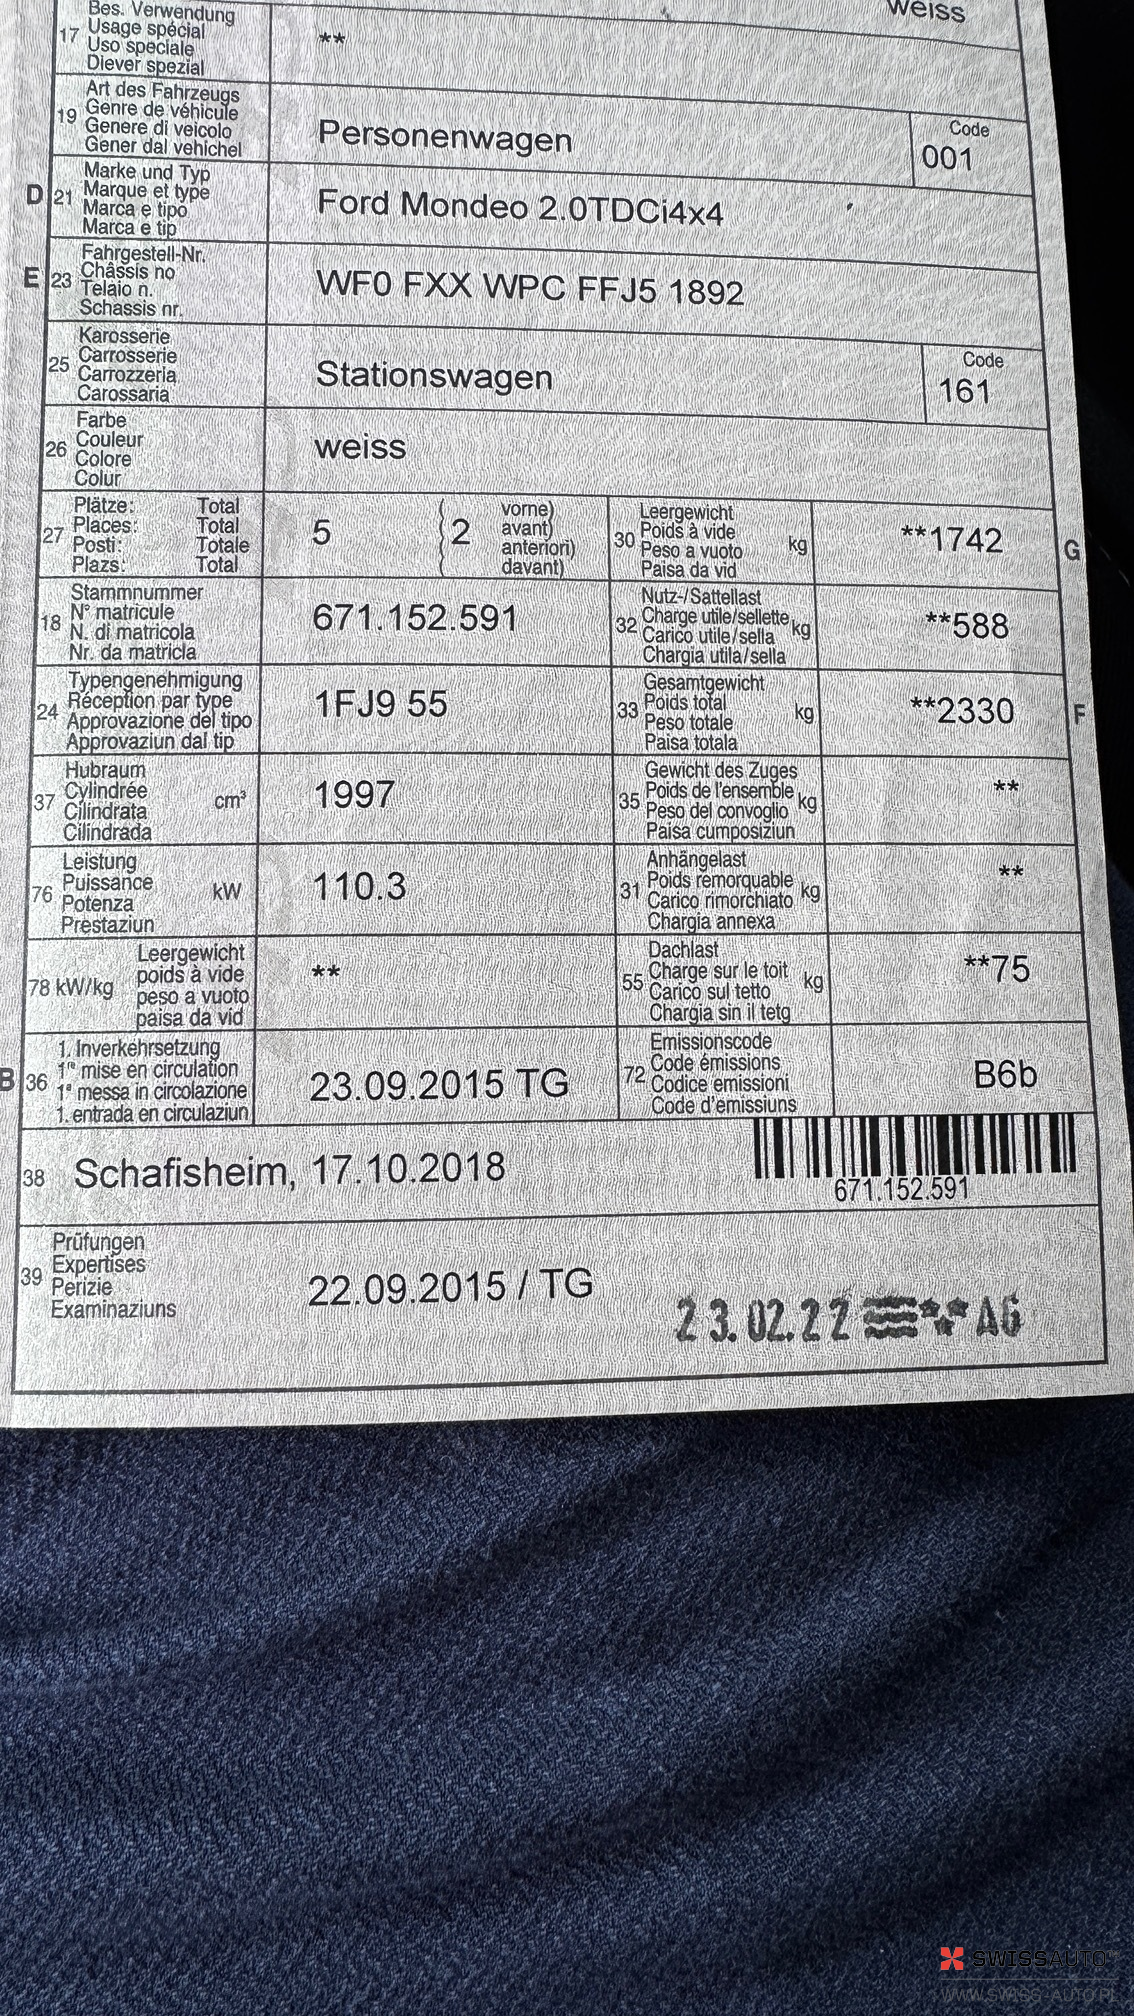 weiss
17 Bes. Verwendung
Usage spécial
Uso speciale
Diever spezial
**
19 Art des Fahrzeugs
Genre de véhicule
Genere di veicolo
Gener dal vehichel
Personenwagen
Code
001
D 21 Marke und Typ
Marque et type
Marca e tipo
Marca e tip
Ford Mondeo 2.0TDCi4x4
E 23 Fahrgestell-Nr.
Châssis no
Telaio n.
Schassis nr.
WF0 FXX WPC FFJ5 1892
25 Karosserie
Carrosserie
Carrozzeria
Carossaria
Stationswagen
Code
161
26 Farbe
Couleur
Colore
Colur
weiss
27 Plätze: Total
Places: Total
Posti: Totale
Plazs: Total
5
( 2 vorne)
( avant)
( anteriori)
( davant)
30 Leergewicht
Poids à vide
Peso a vuoto kg
Paisa da vid
**1742
G
18 Stammnummer
N° matricule
N. di matricola
Nr. da matricla
671.152.591
32 Nutz-/Sattellast
Charge utile/sellette
Carico utile/sella kg
Chargia utila/sella
**588
24 Typengenehmigung
Réception par type
Approvazione del tipo
Approvaziun dal tip
1FJ9 55
33 Gesamtgewicht
Poids total
Peso totale kg
Paisa totala
**2330
F
37 Hubraum
Cylindrée
Cilindrata cm³
Cilindrada
1997
35 Gewicht des Zuges
Poids de l'ensemble
Peso del convoglio kg
Paisa cumposiziun
**
76 Leistung
Puissance
Potenza kW
Prestaziun
110.3
31 Anhängelast
Poids remorquable
Carico rimorchiato kg
Chargia annexa
**
78 kW/kg Leergewicht
poids à vide
peso a vuoto
paisa da vid
**
55 Dachlast
Charge sur le toit
Carico sul tetto kg
Chargia sin il tetg
**75
B 36 1. Inverkehrsetzung
1re mise en circulation
1a messa in circolazione
1. entrada en circulaziun
23.09.2015 TG
72 Emissionscode
Code émissions
Codice emissioni
Code d'emissiuns
B6b
38 Schafisheim, 17.10.2018
671.152.591
39 Prüfungen
Expertises
Perizie
Examinaziuns
22.09.2015 / TG
23.02.22 AG
SWISSAUTO
WWW.SWISS-AUTO.PL